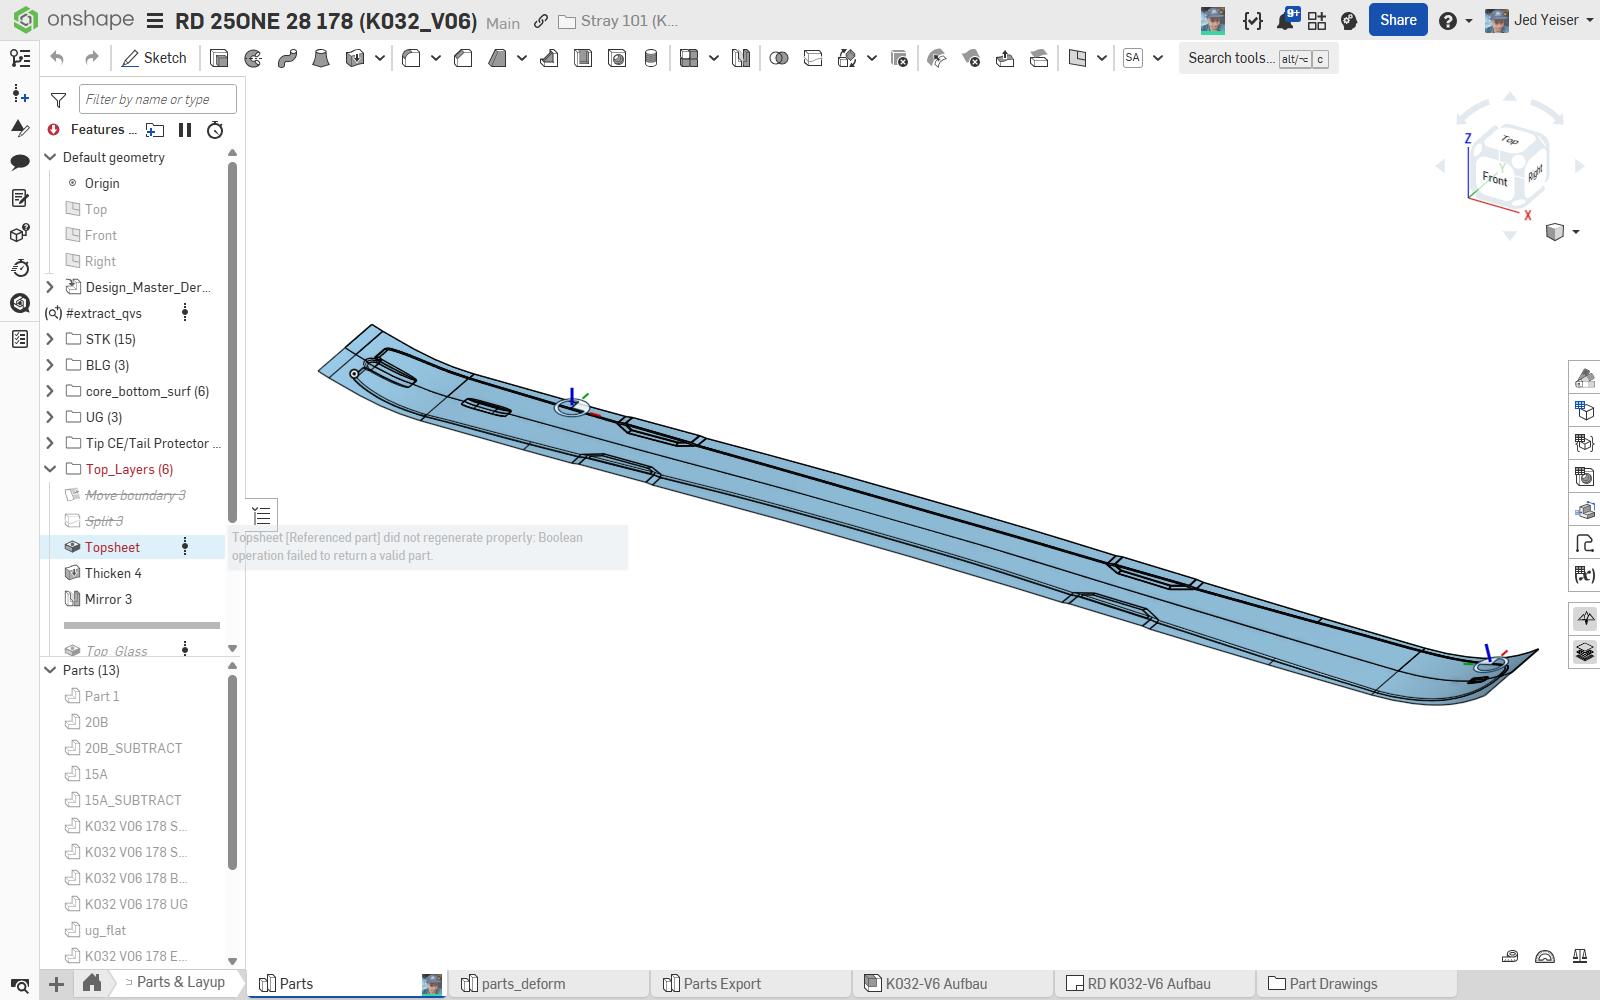 onshape
RD 25ONE 28 178 (K032_V06)
Main
Stray 101 (K...
9+
Share
Jed Yeiser
Sketch
SA
Search tools...
alt/⌥
c
Filter by name or type
Features ...
Default geometry
Origin
Top
Front
Right
Design_Master_Der...
#extract_qvs
STK (15)
BLG (3)
core_bottom_surf (6)
UG (3)
Tip CE/Tail Protector ...
Top_Layers (6)
Move boundary 3
Split 3
Topsheet
Thicken 4
Mirror 3
Top_Glass
Topsheet [Referenced part] did not regenerate properly: Boolean
operation failed to return a valid part.
Parts (13)
Part 1
20B
20B_SUBTRACT
15A
15A_SUBTRACT
K032 V06 178 S...
K032 V06 178 S...
K032 V06 178 B...
K032 V06 178 UG
ug_flat
K032 V06 178 E...
Z
Top
Y
Front
Right
X
Parts & Layup
Parts
parts_deform
Parts Export
K032-V6 Aufbau
RD K032-V6 Aufbau
Part Drawings